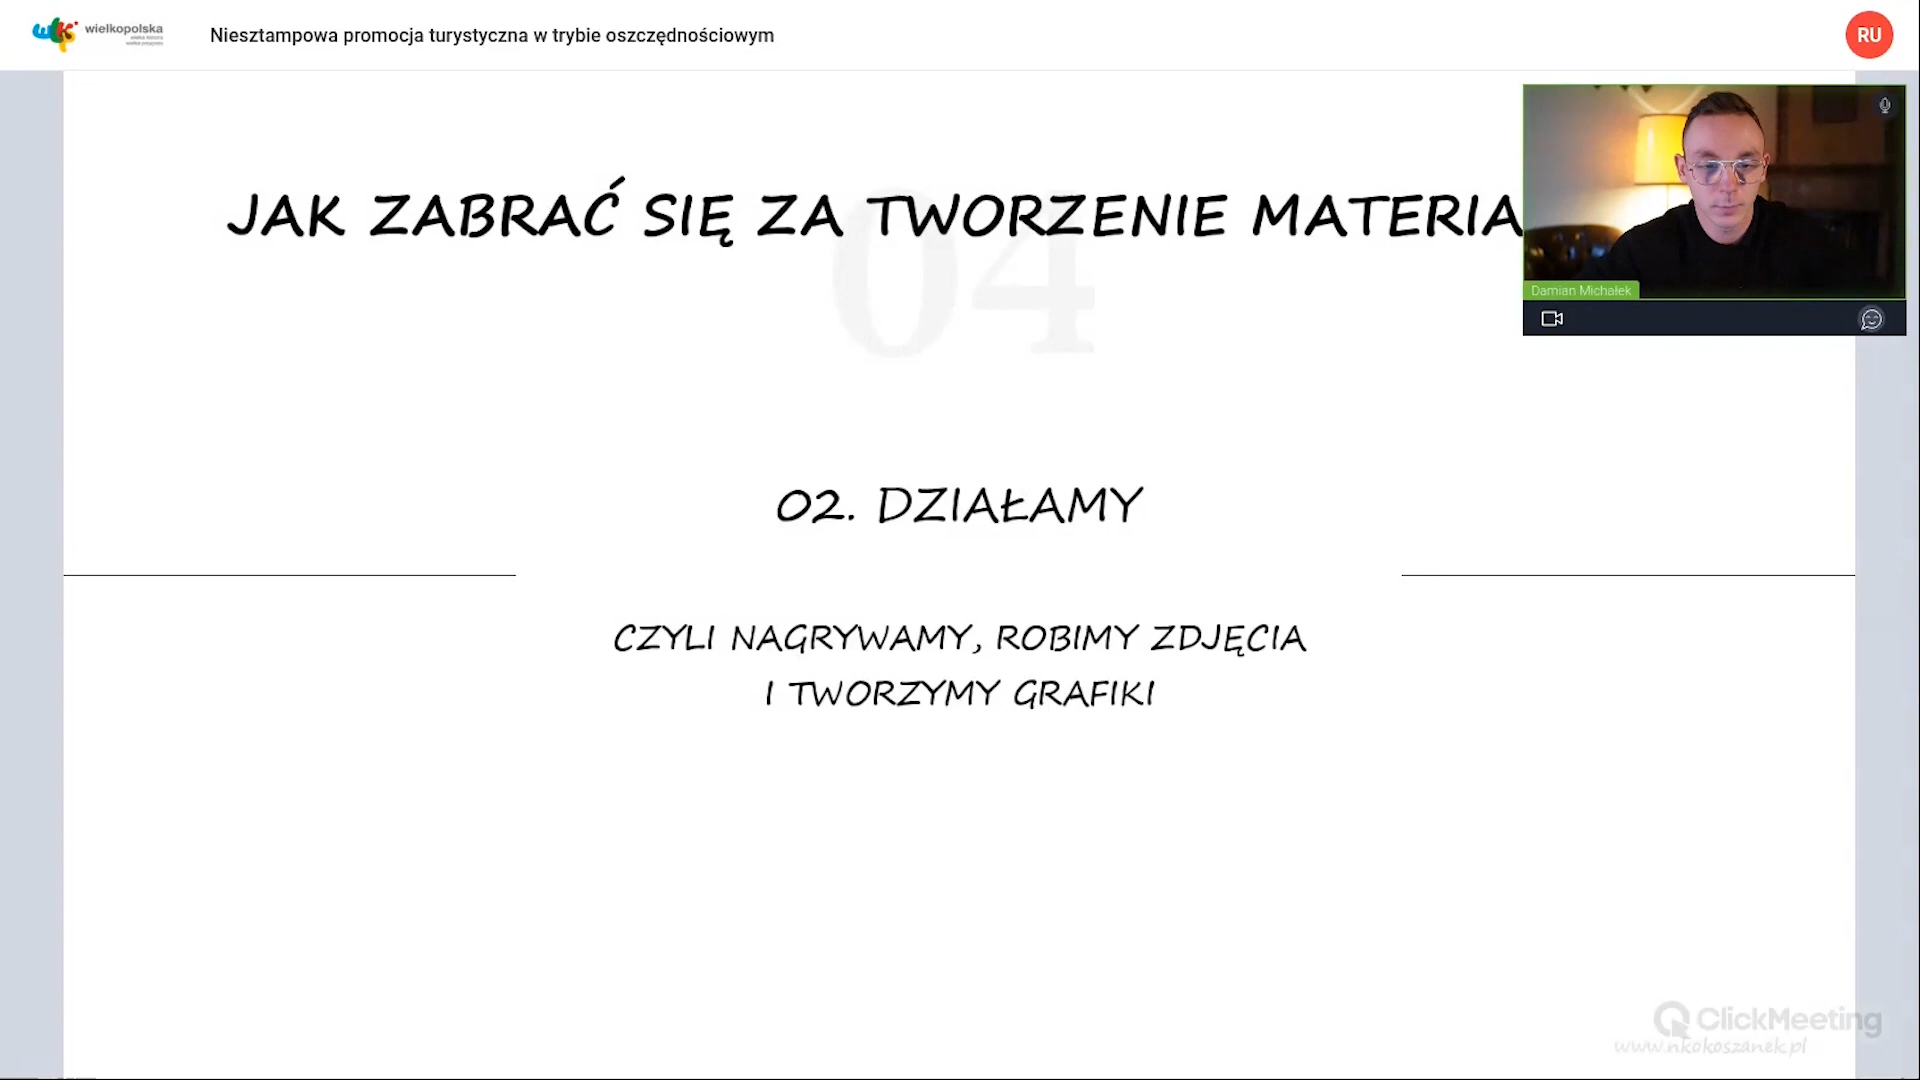 wielkopolska
Niesztampowa promocja turystyczna w trybie oszczędnościowym
RU
04
JAK ZABRAĆ SIĘ ZA TWORZENIE MATERIA
Damian Michałek
02. DZIAŁAMY
CZYLI NAGRYWAMY, ROBIMY ZDJĘCIA
I TWORZYMY GRAFIKI
ClickMeeting
www.nkokoszanek.pl